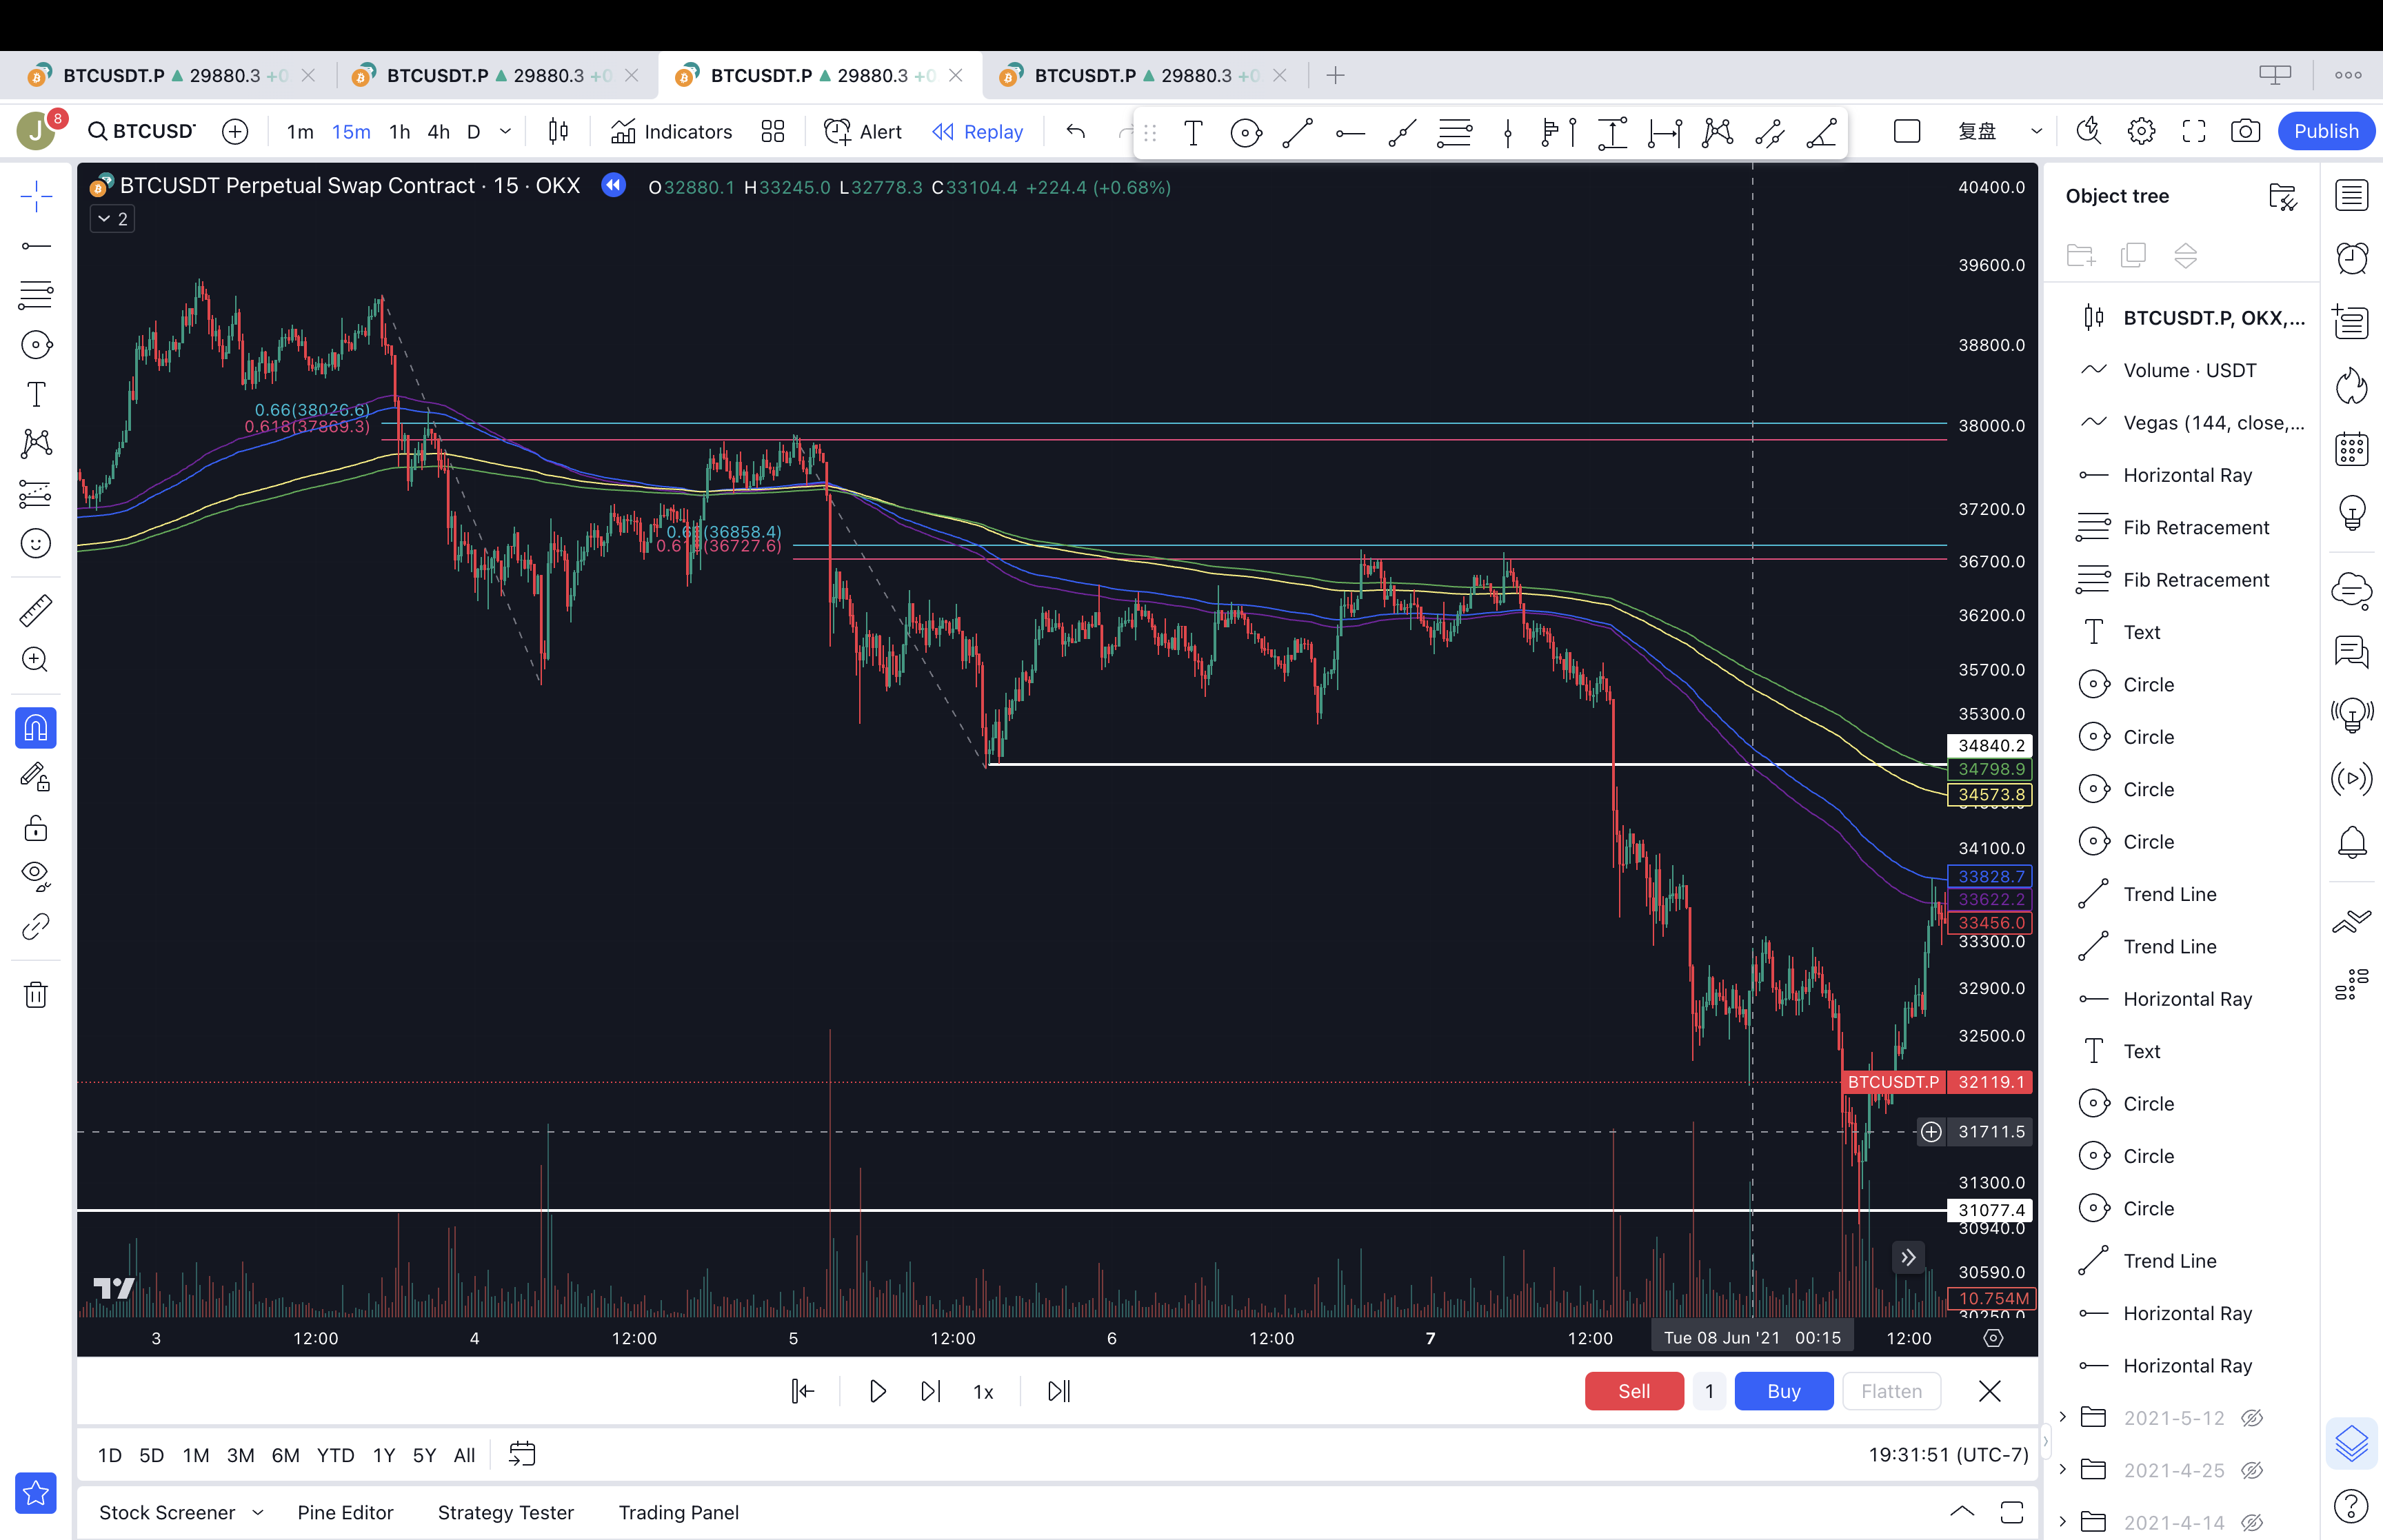 BTCUSDT.P ▲ 29880.3 +0
BTCUSDT.P ▲ 29880.3 +0
BTCUSDT.P ▲ 29880.3 +0
BTCUSDT.P ▲ 29880.3 +0
J 8 BTCUSD 1m 15m 1h 4h D Indicators Alert Replay 复盘 Publish
BTCUSDT Perpetual Swap Contract · 15 · OKX O32880.1 H33245.0 L32778.3 C33104.4 +224.4 (+0.68%)
2
0.66(38026.6)
0.618(37869.3)
(36858.4)
(36727.6)
40400.0
39600.0
38800.0
38000.0
37200.0
36700.0
36200.0
35700.0
35300.0
34840.2
34798.9
34573.8
34100.0
33828.7
33622.2
33456.0
33300.0
32900.0
32500.0
BTCUSDT.P 32119.1
31711.5
31300.0
31077.4
30940.0
30590.0
10.754M
30250.0
3 12:00 4 12:00 5 12:00 6 12:00 7 12:00 Tue 08 Jun '21 00:15 12:00
1x Sell 1 Buy Flatten
1D 5D 1M 3M 6M YTD 1Y 5Y All 19:31:51 (UTC-7)
Stock Screener Pine Editor Strategy Tester Trading Panel
Object tree
BTCUSDT.P, OKX,...
Volume · USDT
Vegas (144, close,...
Horizontal Ray
Fib Retracement
Fib Retracement
Text
Circle
Circle
Circle
Circle
Trend Line
Trend Line
Horizontal Ray
Text
Circle
Circle
Circle
Trend Line
Horizontal Ray
Horizontal Ray
2021-5-12
2021-4-25
2021-4-14